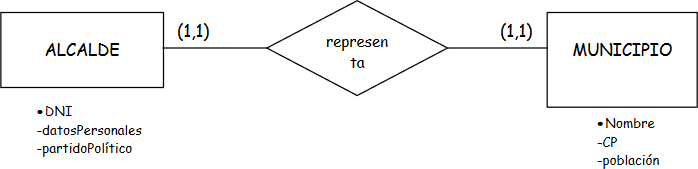 ALCALDE
(1,1)
represen
ta
(1,1)
MUNICIPIO
•DNI
-datosPersonales
-partidoPolítico
•Nombre
-CP
-población